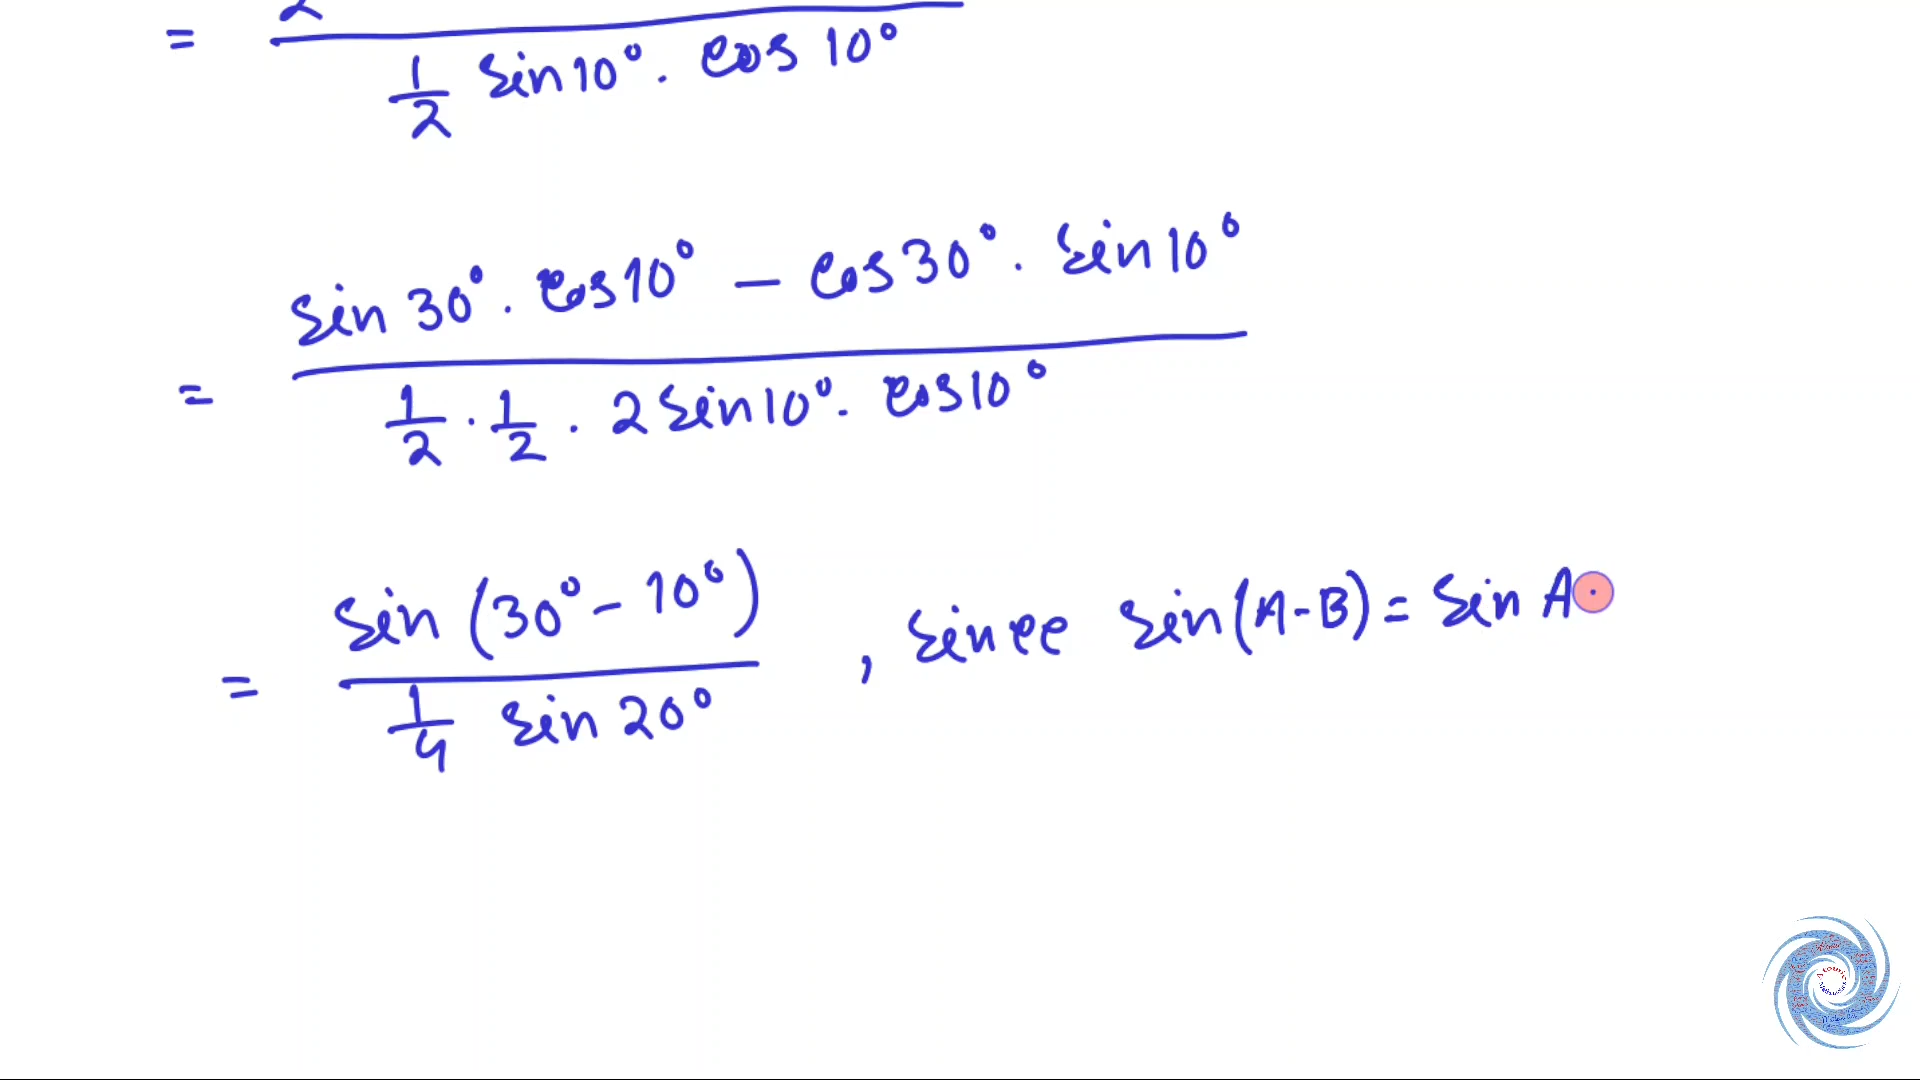 2
= 1/2 sin 10° . cos 10°
sin 30° . cos 10° − cos 30° . sin 10°
= 1/2 . 1/2 . 2 sin 10° . cos 10°
sin (30° − 10°) , since sin(A-B) = sin A
= 1/4 sin 20°